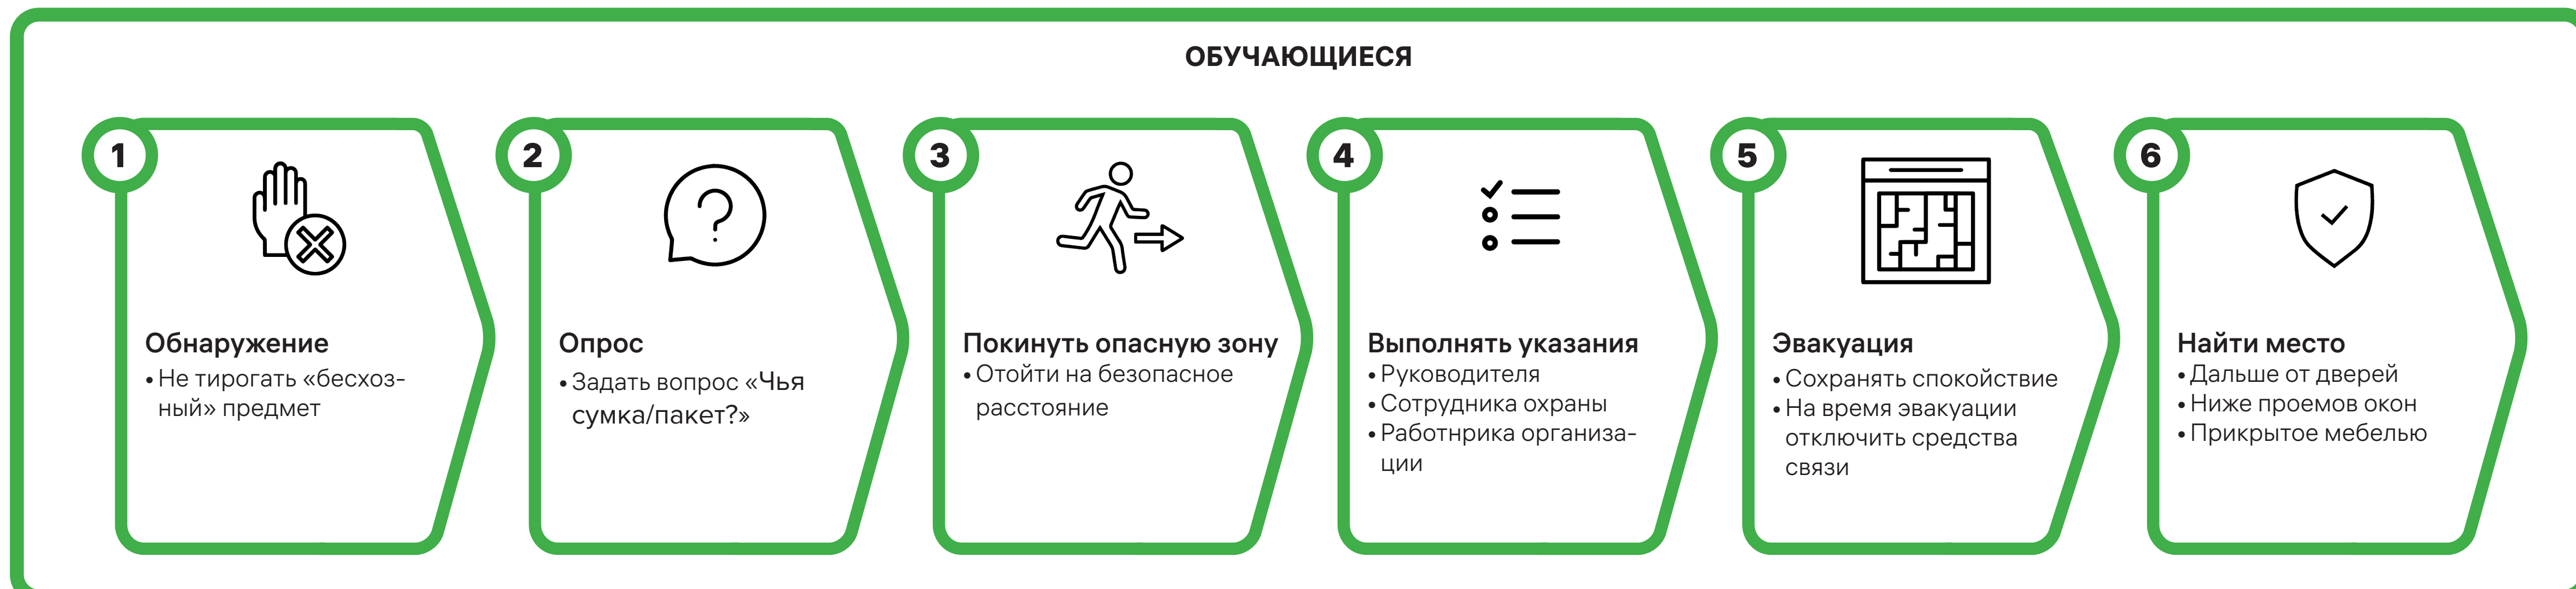 ОБУЧАЮЩИЕСЯ
1
Обнаружение
• Не тирогать «бесхоз-
ный» предмет
2
Опрос
• Задать вопрос «Чья
сумка/пакет?»
3
Покинуть опасную зону
• Отойти на безопасное
расстояние
4
Выполнять указания
• Руководителя
• Сотрудника охраны
• Работнрика организа-
ции
5
Эвакуация
• Сохранять спокойствие
• На время эвакуации
отключить средства
связи
6
Найти место
• Дальше от дверей
• Ниже проемов окон
• Прикрытое мебелью